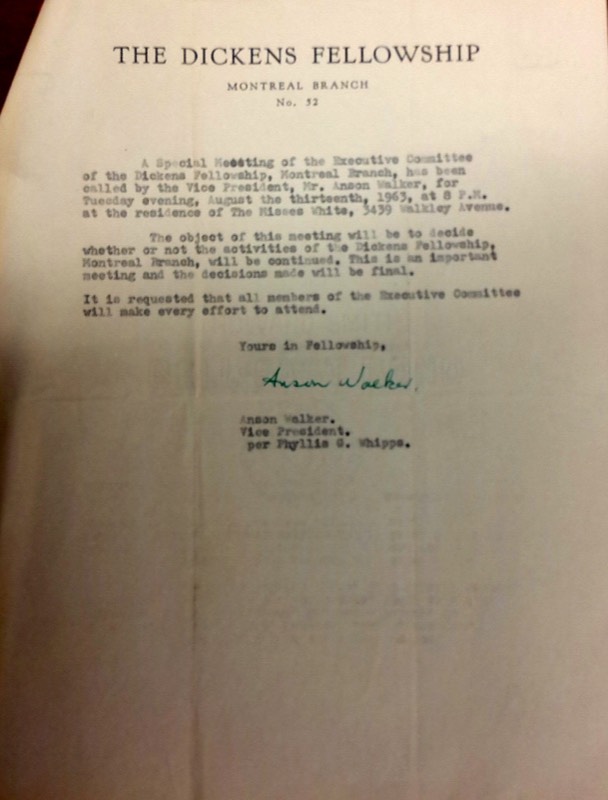 THE DICKENS FELLOWSHIP
MONTREAL BRANCH
No. 52
A Special Meeting of the Executive Committee
of the Dickens Fellowship, Montreal Branch, has been
called by the Vice President, Mr. Anson Walker, for
Tuesday evening, August the thirteenth, 1963, at 8 P.M.
at the residence of The Misses White, 3439 Walkley Avenue.
The object of this meeting will be to decide
whether or not the activities of the Dickens Fellowship,
Montreal Branch, will be continued. This is an important
meeting and the decisions made will be final.
It is requested that all members of the Executive Committee
will make every effort to attend.
Yours in Fellowship,
Anson Walker.
Anson Walker.
Vice President.
per Phyllis G. Whipps.